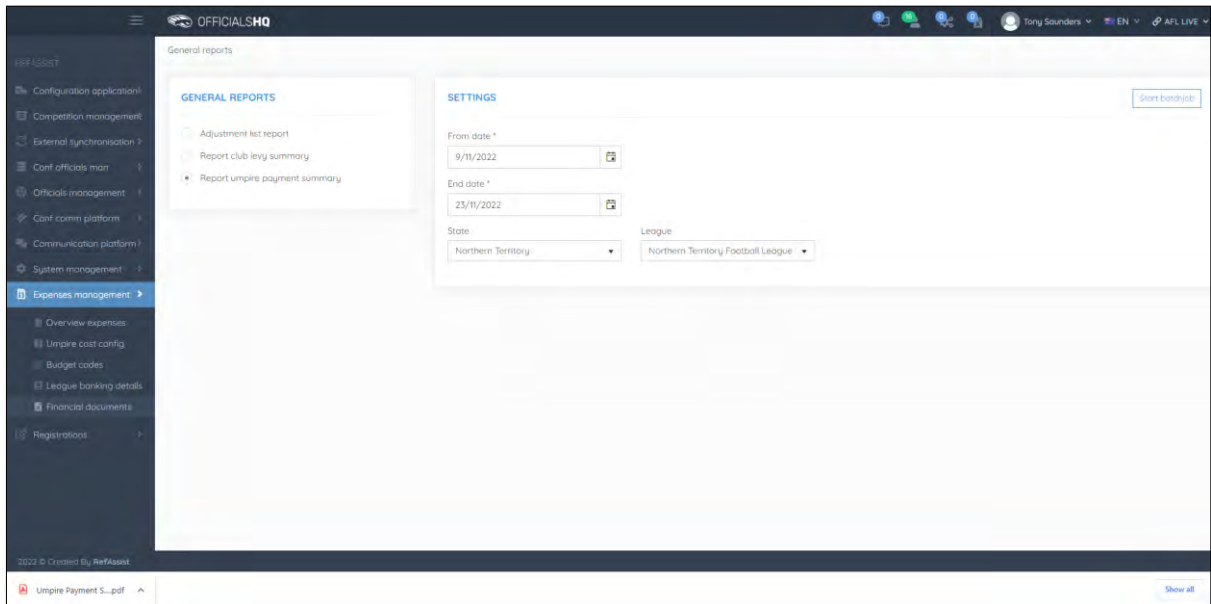 OFFICIALSHQ
Tony Saunders
EN
AFL LIVE
REFASSIST
Configuration application
Competition management
External synchronisation
Conf officials man
Officials management
Conf comm platform
Communication platform
System management
Expenses management
Overview expenses
Umpire cost config
Budget codes
League banking details
Financial documents
Registrations
2022 © Created By RefAssist
General reports
GENERAL REPORTS
Adjustment list report
Report club levy summary
Report umpire payment summary
SETTINGS
Start batchjob
From date *
9/11/2022
End date *
23/11/2022
State
League
Northern Territory
Northern Territory Football League
Umpire Payment S....pdf
Show all